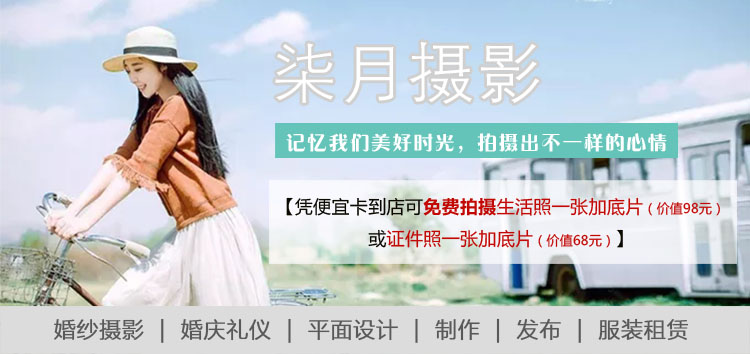 柒月摄影
记忆我们美好时光，拍摄出不一样的心情
【凭便宜卡到店可免费拍摄生活照一张加底片（价值98元）
或证件照一张加底片（价值68元）】
婚纱摄影 | 婚庆礼仪 | 平面设计 | 制作 | 发布 | 服装租赁